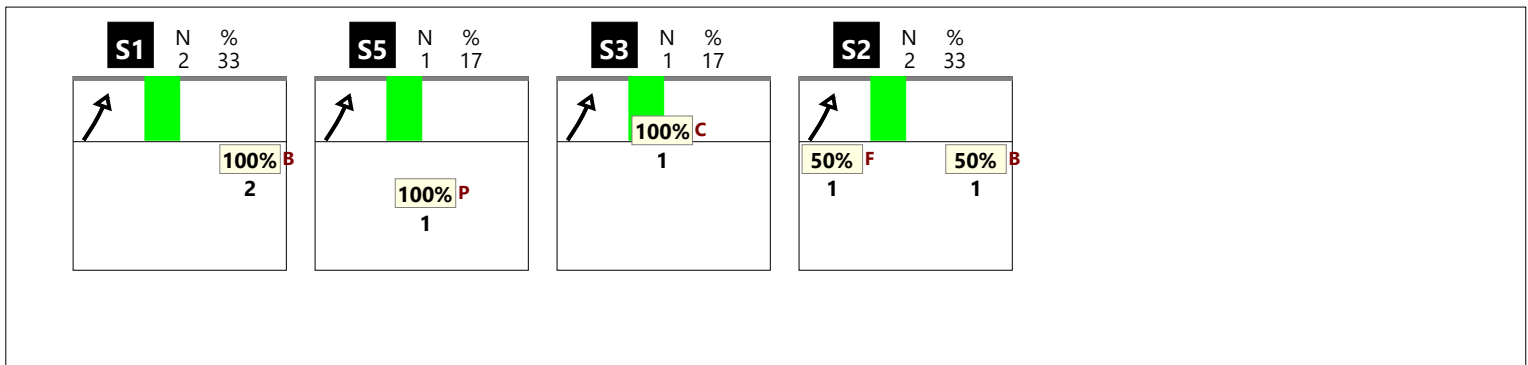 S1 N % 2 33
100% B
2
S5 N % 1 17
100% P
1
S3 N % 1 17
100% C
1
S2 N % 2 33
50% F
1
50% B
1